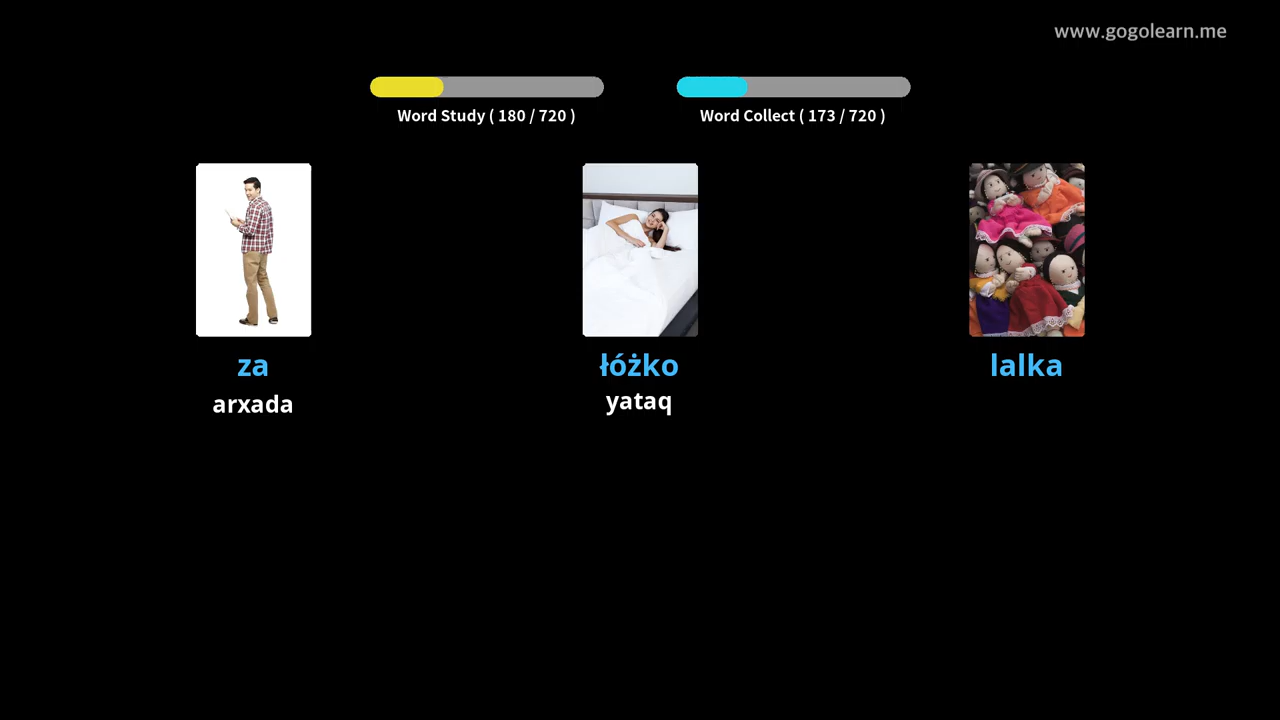 www.gogolearn.me
Word Study ( 180 / 720 )
Word Collect ( 173 / 720 )
za
łóżko
lalka
arxada
yataq